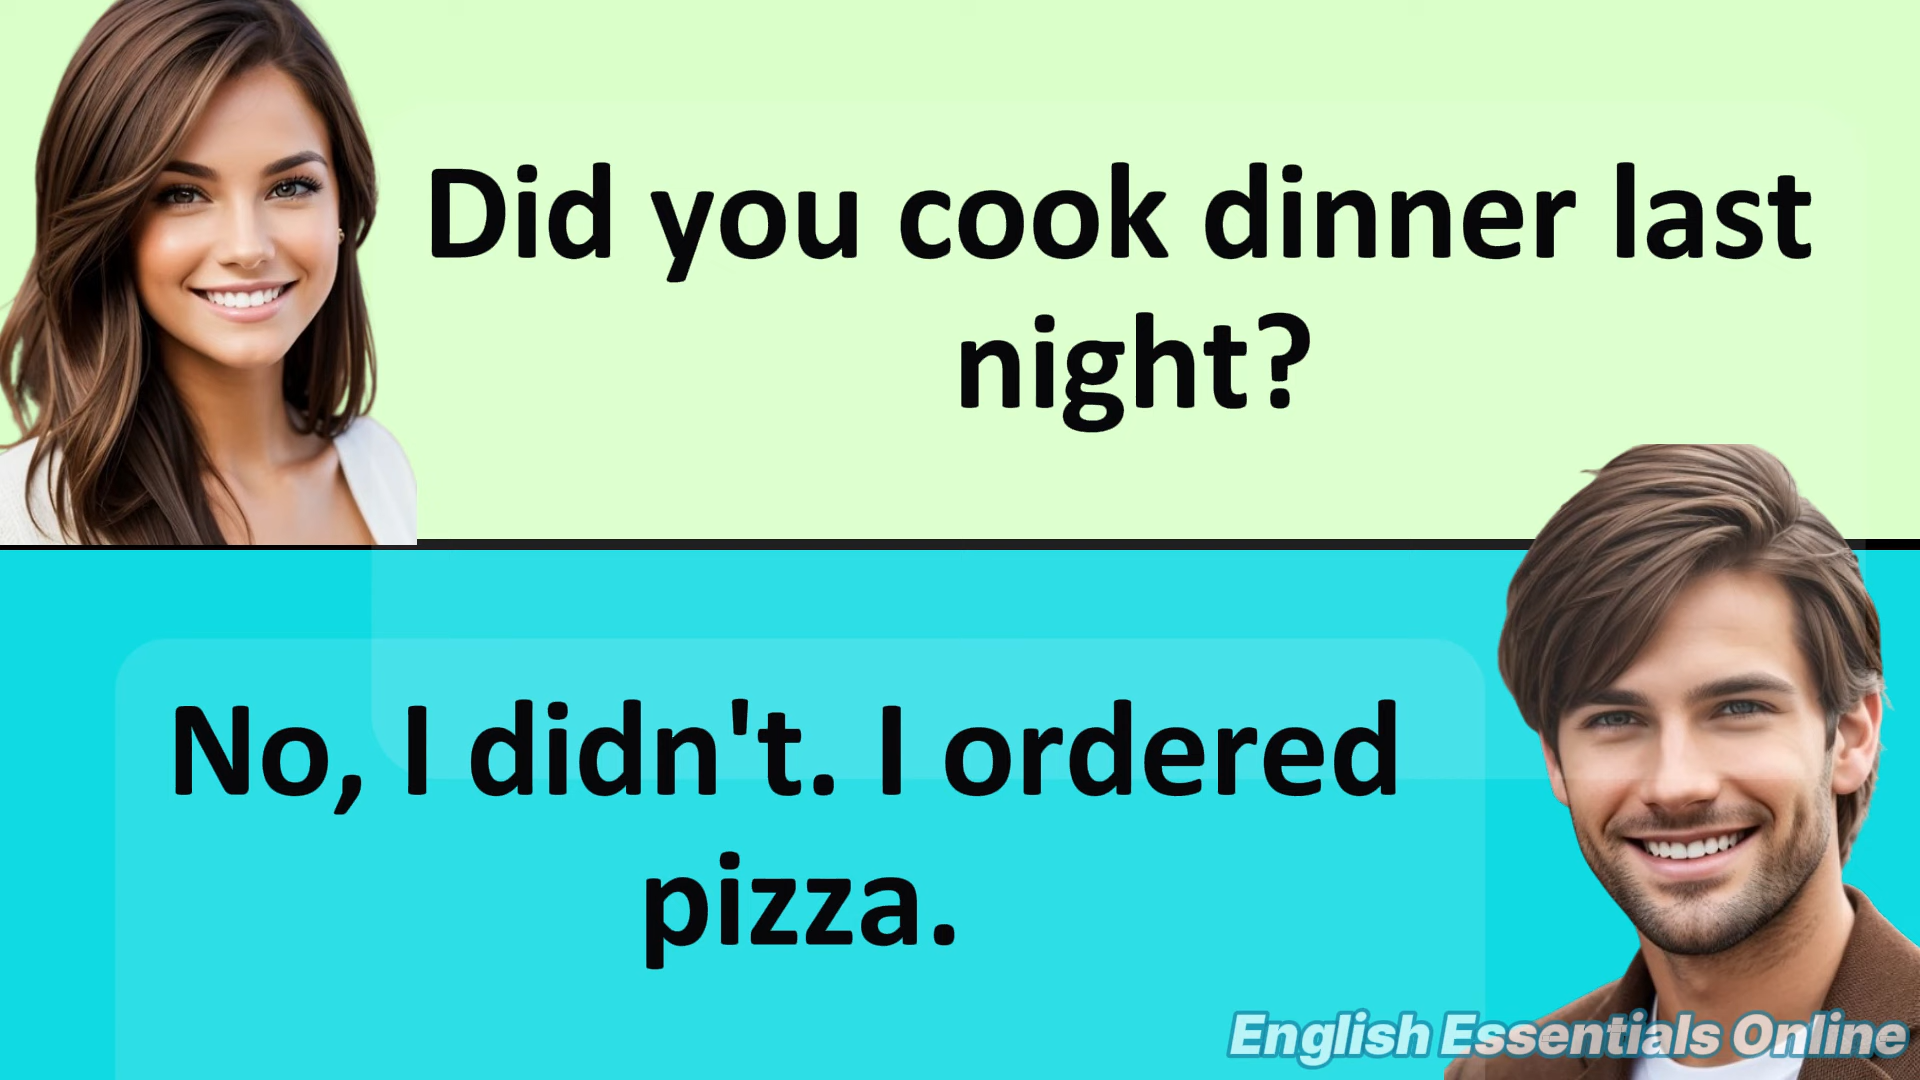 Did you cook dinner last
night?
No, I didn't. I ordered
pizza.
English Essentials Online